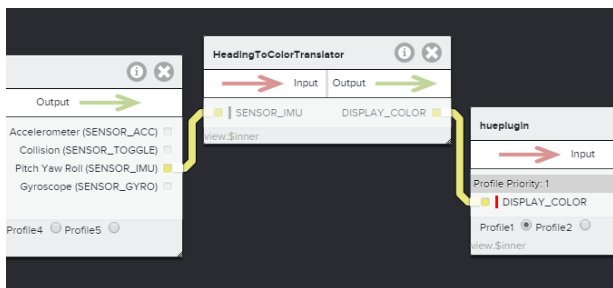 Output
Accelerometer (SENSOR_ACC)
Collision (SENSOR_TOGGLE)
Pitch Yaw Roll (SENSOR_IMU)
Gyroscope (SENSOR_GYRO)
Profile4 Profile5
HeadingToColorTranslator
Input Output
SENSOR_IMU DISPLAY_COLOR
view.$inner
hueplugin
Input
Profile Priority: 1
DISPLAY_COLOR
Profile1 Profile2
view.$inner